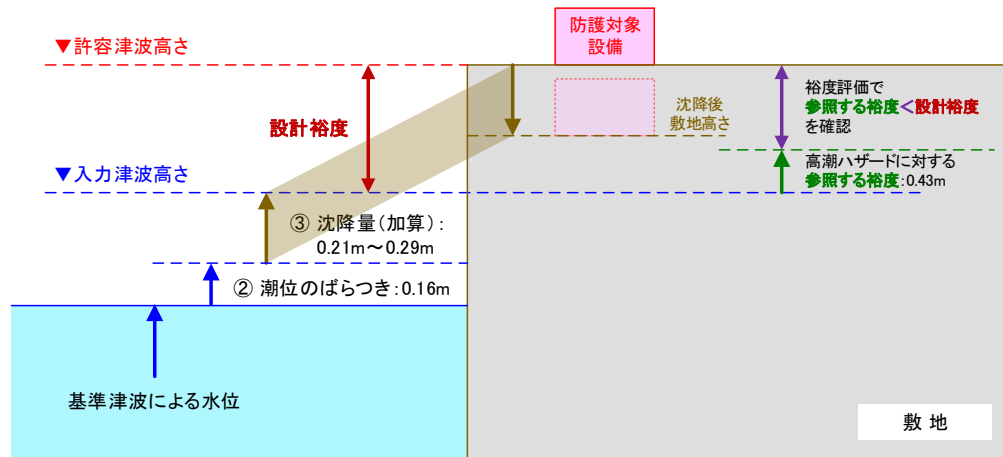 防護対象
設備
▼許容津波高さ
設計裕度
沈降後
敷地高さ
裕度評価で
参照する裕度＜設計裕度
を確認
高潮ハザードに対する
参照する裕度：0.43m
▼入力津波高さ
③ 沈降量（加算）：
0.21m～0.29m
② 潮位のばらつき：0.16m
基準津波による水位
敷 地